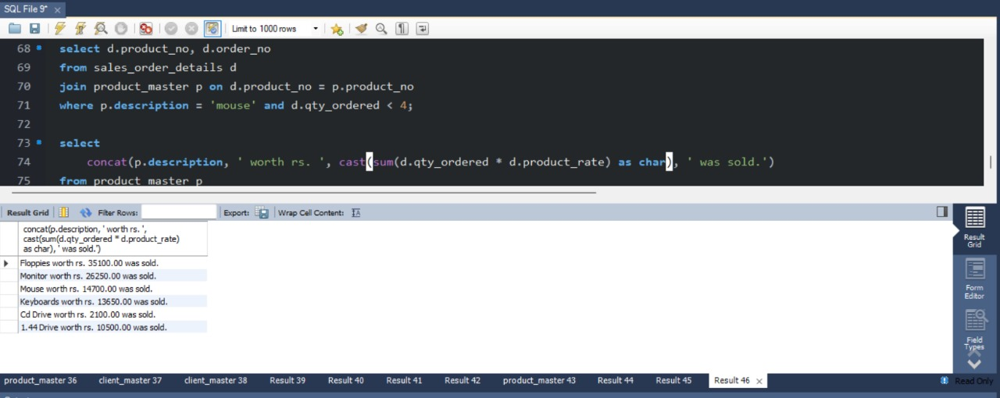 SQL File 9* ×
Limit to 1000 rows
68 select d.product_no, d.order_no
69 from sales_order_details d
70 join product_master p on d.product_no = p.product_no
71 where p.description = 'mouse' and d.qty_ordered < 4;
72
73 select
74 concat(p.description, ' worth rs. ', cast(sum(d.qty_ordered * d.product_rate) as char), ' was sold.')
75 from product_master p
Result Grid Filter Rows: Export: Wrap Cell Content: IA
concat(p.description, ' worth rs. ',
cast(sum(d.qty_ordered * d.product_rate)
as char), ' was sold.')
Floppies worth rs. 35100.00 was sold.
Monitor worth rs. 26250.00 was sold.
Mouse worth rs. 14700.00 was sold.
Keyboards worth rs. 13650.00 was sold.
Cd Drive worth rs. 2100.00 was sold.
1.44 Drive worth rs. 10500.00 was sold.
Result
Grid
Form
Editor
Field
Types
product_master 36 client_master 37 client_master 38 Result 39 Result 40 Result 41 Result 42 product_master 43 Result 44 Result 45 Result 46 × Read Only